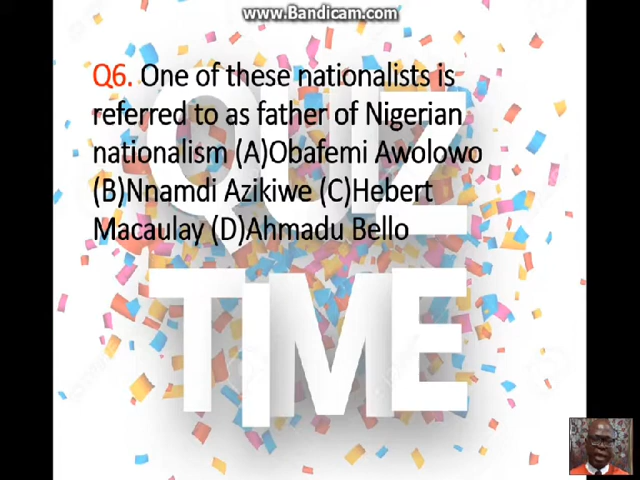 www.Bandicam.com
Q6. One of these nationalists is
referred to as father of Nigerian
nationalism (A)Obafemi Awolowo
(B)Nnamdi Azikiwe (C)Hebert
Macaulay (D)Ahmadu Bello
QUIZ
TIME